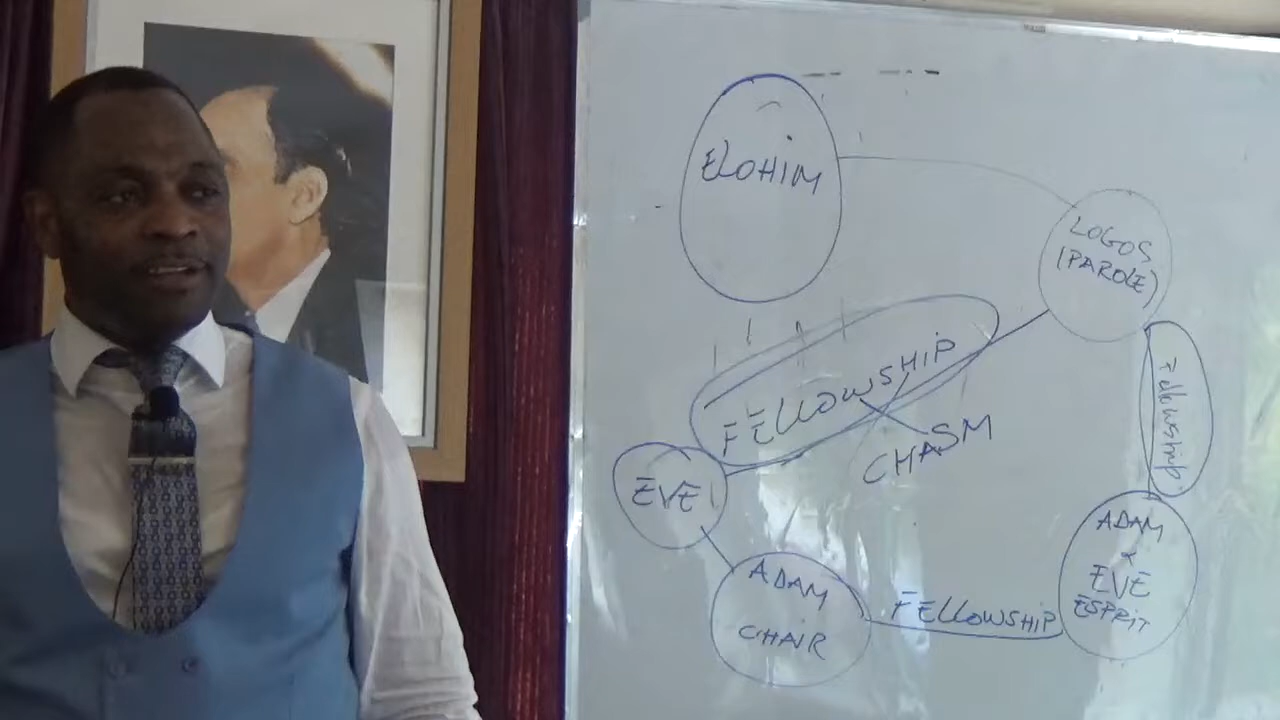 ELOHIM
LOGOS
(PAROLE)
FELLOWSHIP
CHASM
Fellowship
EVE
ADAM
CHAIR
FELLOWSHIP
ADAM
&
EVE
ESPRIT